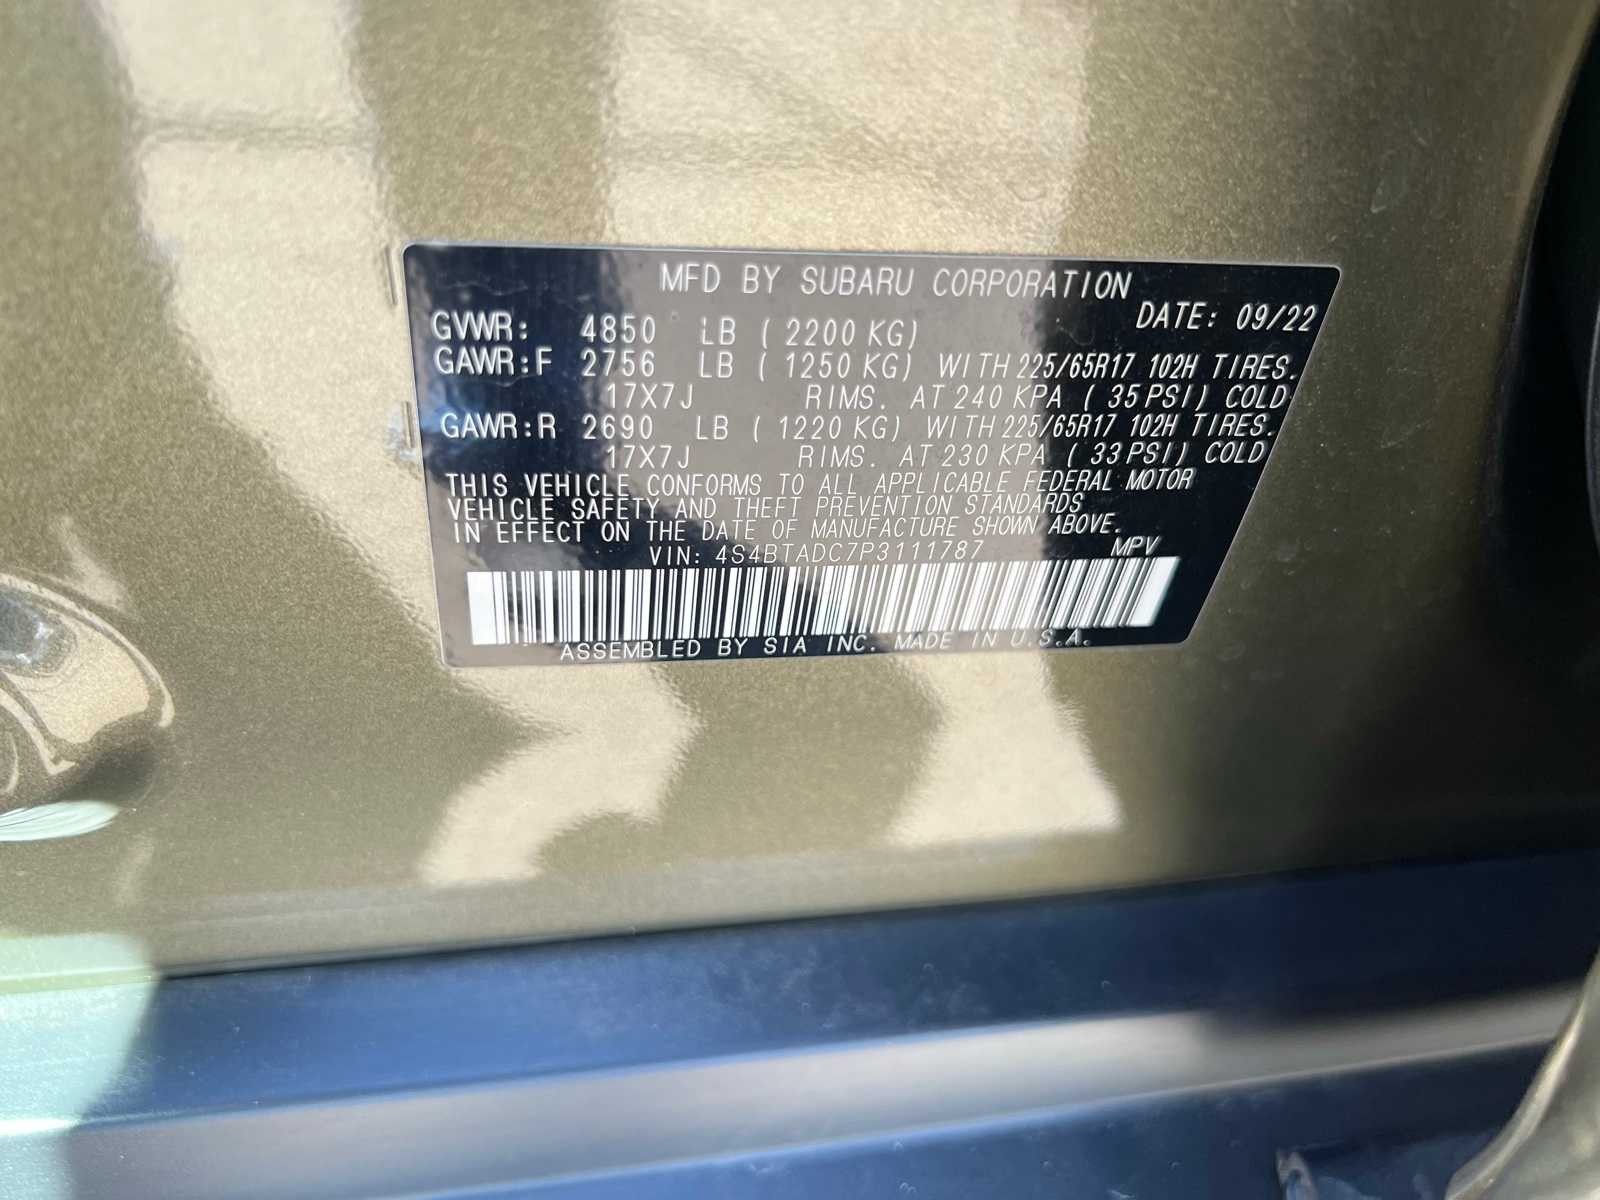 MFD BY SUBARU CORPORATION
DATE: 09/22
GVWR: 4850 LB ( 2200 KG)
GAWR:F 2756 LB ( 1250 KG) WITH 225/65R17 102H TIRES.
17X7J RIMS. AT 240 KPA ( 35 PSI) COLD
GAWR:R 2690 LB ( 1220 KG) WITH 225/65R17 102H TIRES.
17X7J RIMS. AT 230 KPA ( 33 PSI) COLD
THIS VEHICLE CONFORMS TO ALL APPLICABLE FEDERAL MOTOR
VEHICLE SAFETY AND THEFT PREVENTION STANDARDS
IN EFFECT ON THE DATE OF MANUFACTURE SHOWN ABOVE.
VIN: 4S4BTADC7P3111787 MPV
ASSEMBLED BY SIA INC. MADE IN U.S.A.